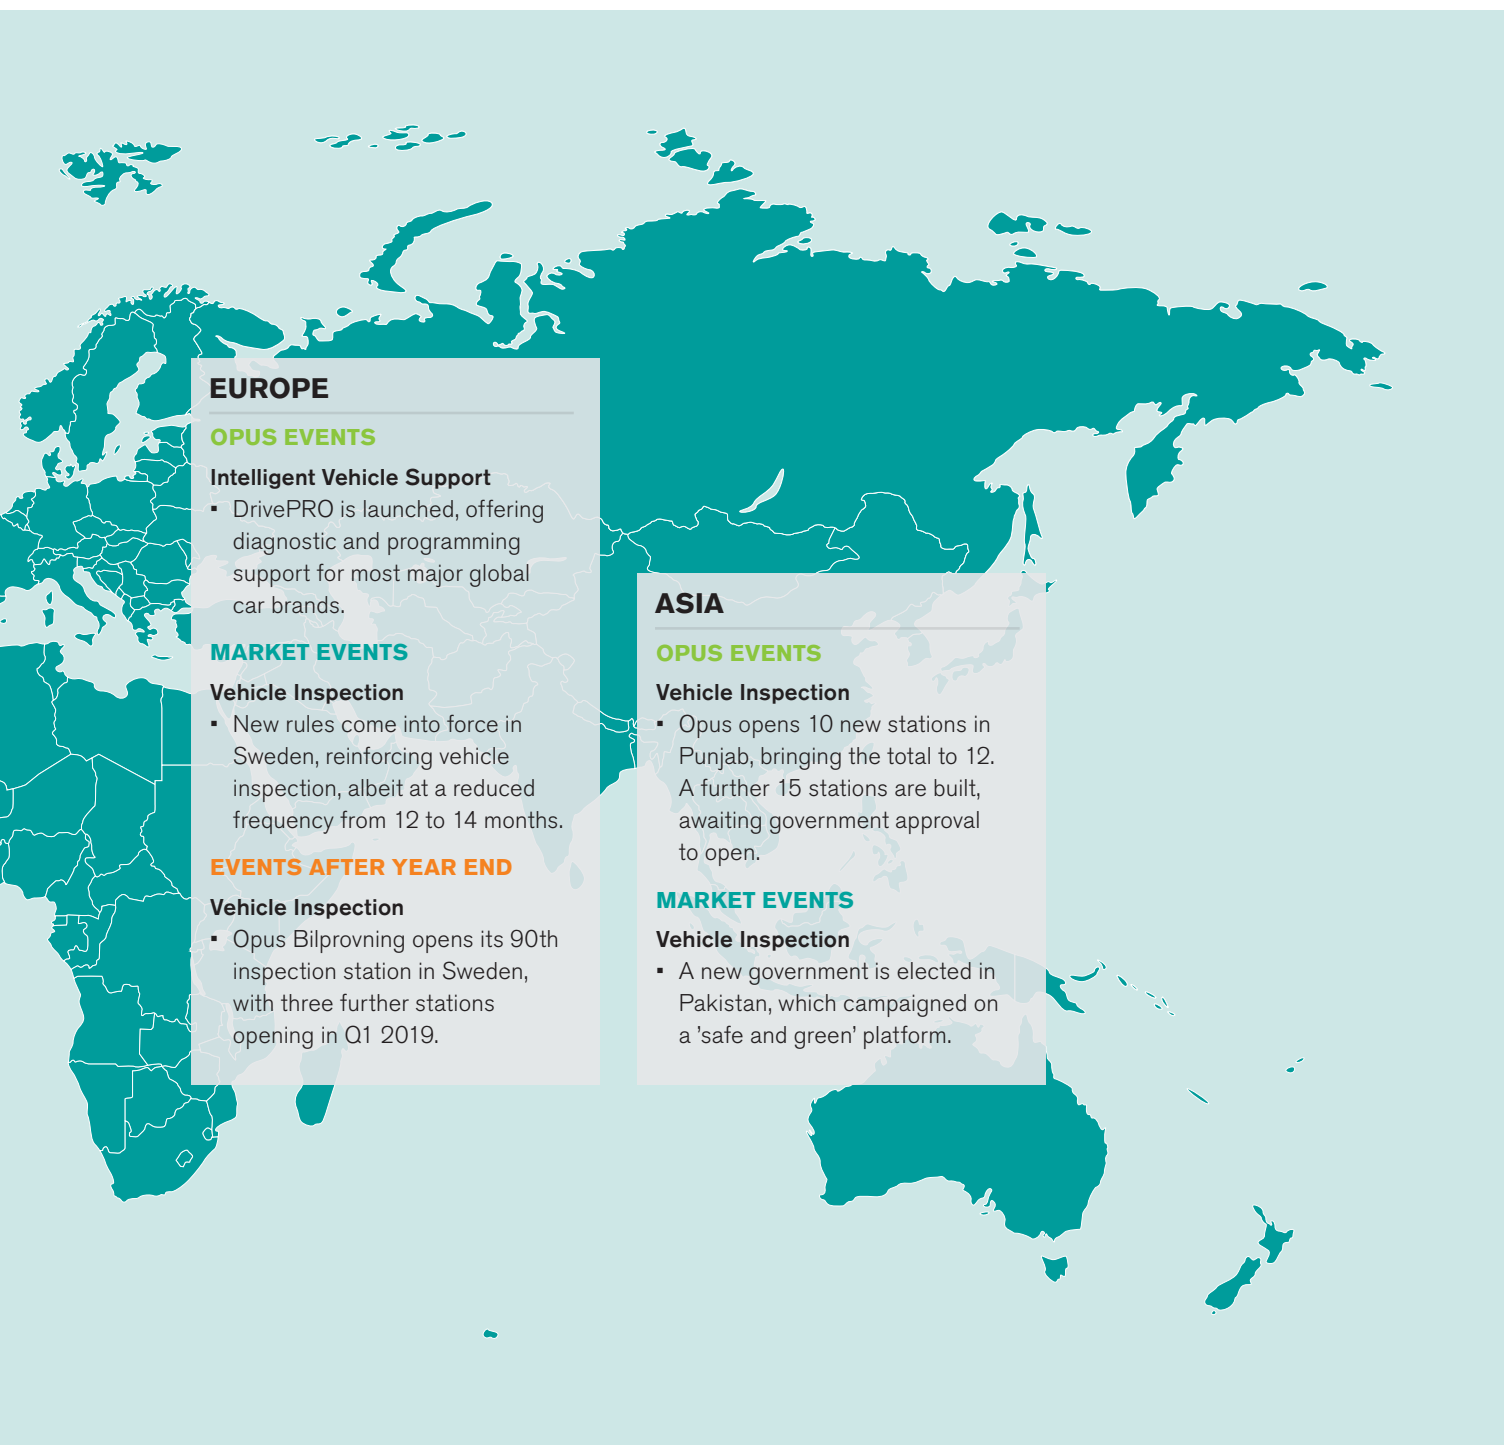 EUROPE
OPUS EVENTS
Intelligent Vehicle Support
▪ DrivePRO is launched, offering
diagnostic and programming
support for most major global
car brands.
MARKET EVENTS
Vehicle Inspection
▪ New rules come into force in
Sweden, reinforcing vehicle
inspection, albeit at a reduced
frequency from 12 to 14 months.
EVENTS AFTER YEAR END
Vehicle Inspection
▪ Opus Bilprovning opens its 90th
inspection station in Sweden,
with three further stations
opening in Q1 2019.
ASIA
OPUS EVENTS
Vehicle Inspection
▪ Opus opens 10 new stations in
Punjab, bringing the total to 12.
A further 15 stations are built,
awaiting government approval
to open.
MARKET EVENTS
Vehicle Inspection
▪ A new government is elected in
Pakistan, which campaigned on
a ’safe and green’ platform.